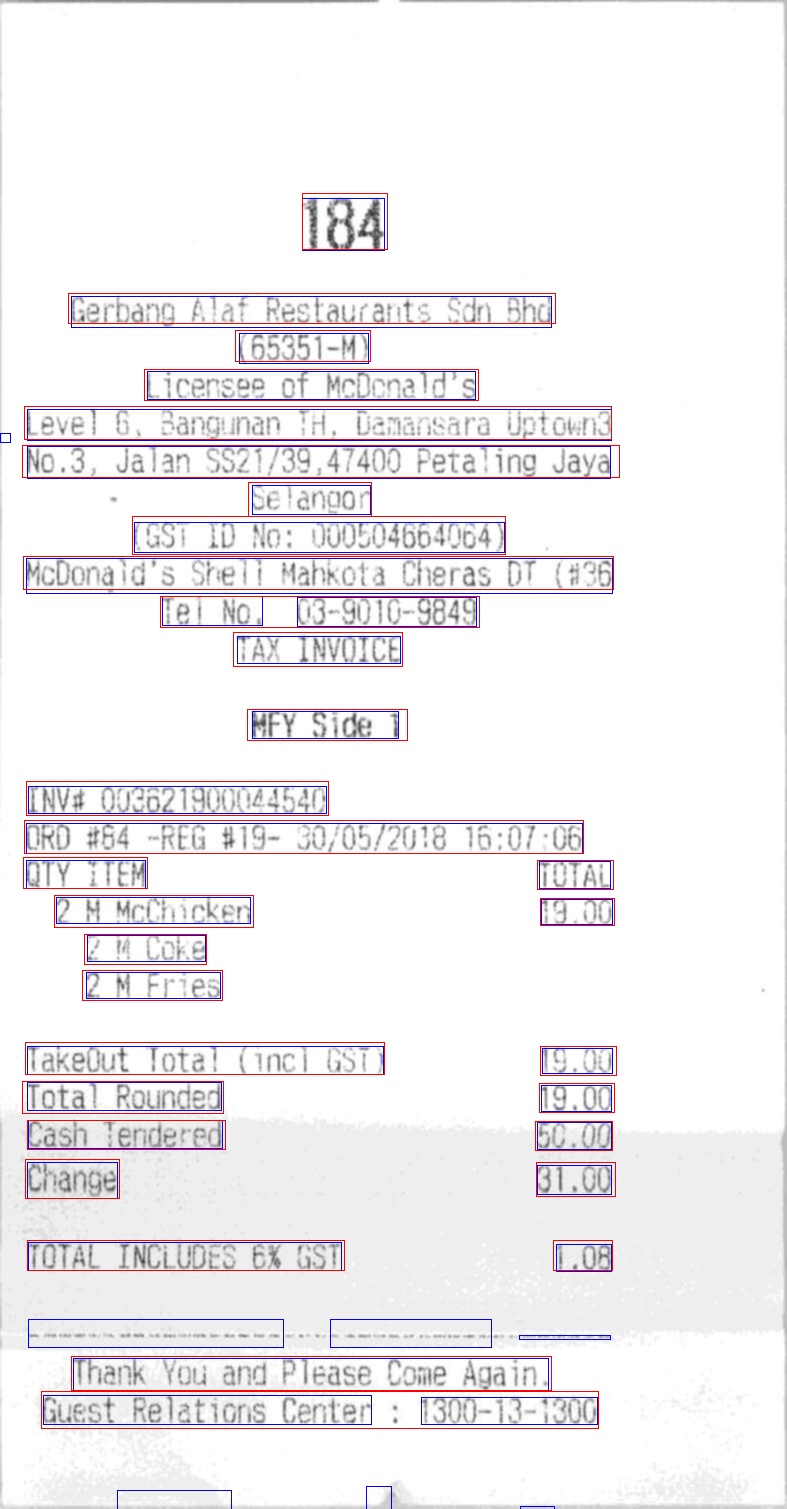 184
Gerbang Alaf Restaurants Sdn Bhd
(65351-M)
Licensee of McDonald's
Level 6, Bangunan TH, Damansara Uptown3
No.3, Jalan SS21/39,47400 Petaling Jaya
Selangor
(GST ID No: 000504664064)
McDonald's Shell Mahkota Cheras DT (#36
Tel No. 03-9010-9849
TAX INVOICE
MFY Side 1
INV# 003621900044540
ORD #84 -REG #19- 30/05/2018 16:07:06
QTY ITEM TOTAL
2 M McChicken 19.00
2 M Coke
2 M Fries
TakeOut Total (incl GST) 19.00
Total Rounded 19.00
Cash Tendered 50.00
Change 31.00
TOTAL INCLUDES 6% GST 1.08
Thank You and Please Come Again.
Guest Relations Center : 1300-13-1300